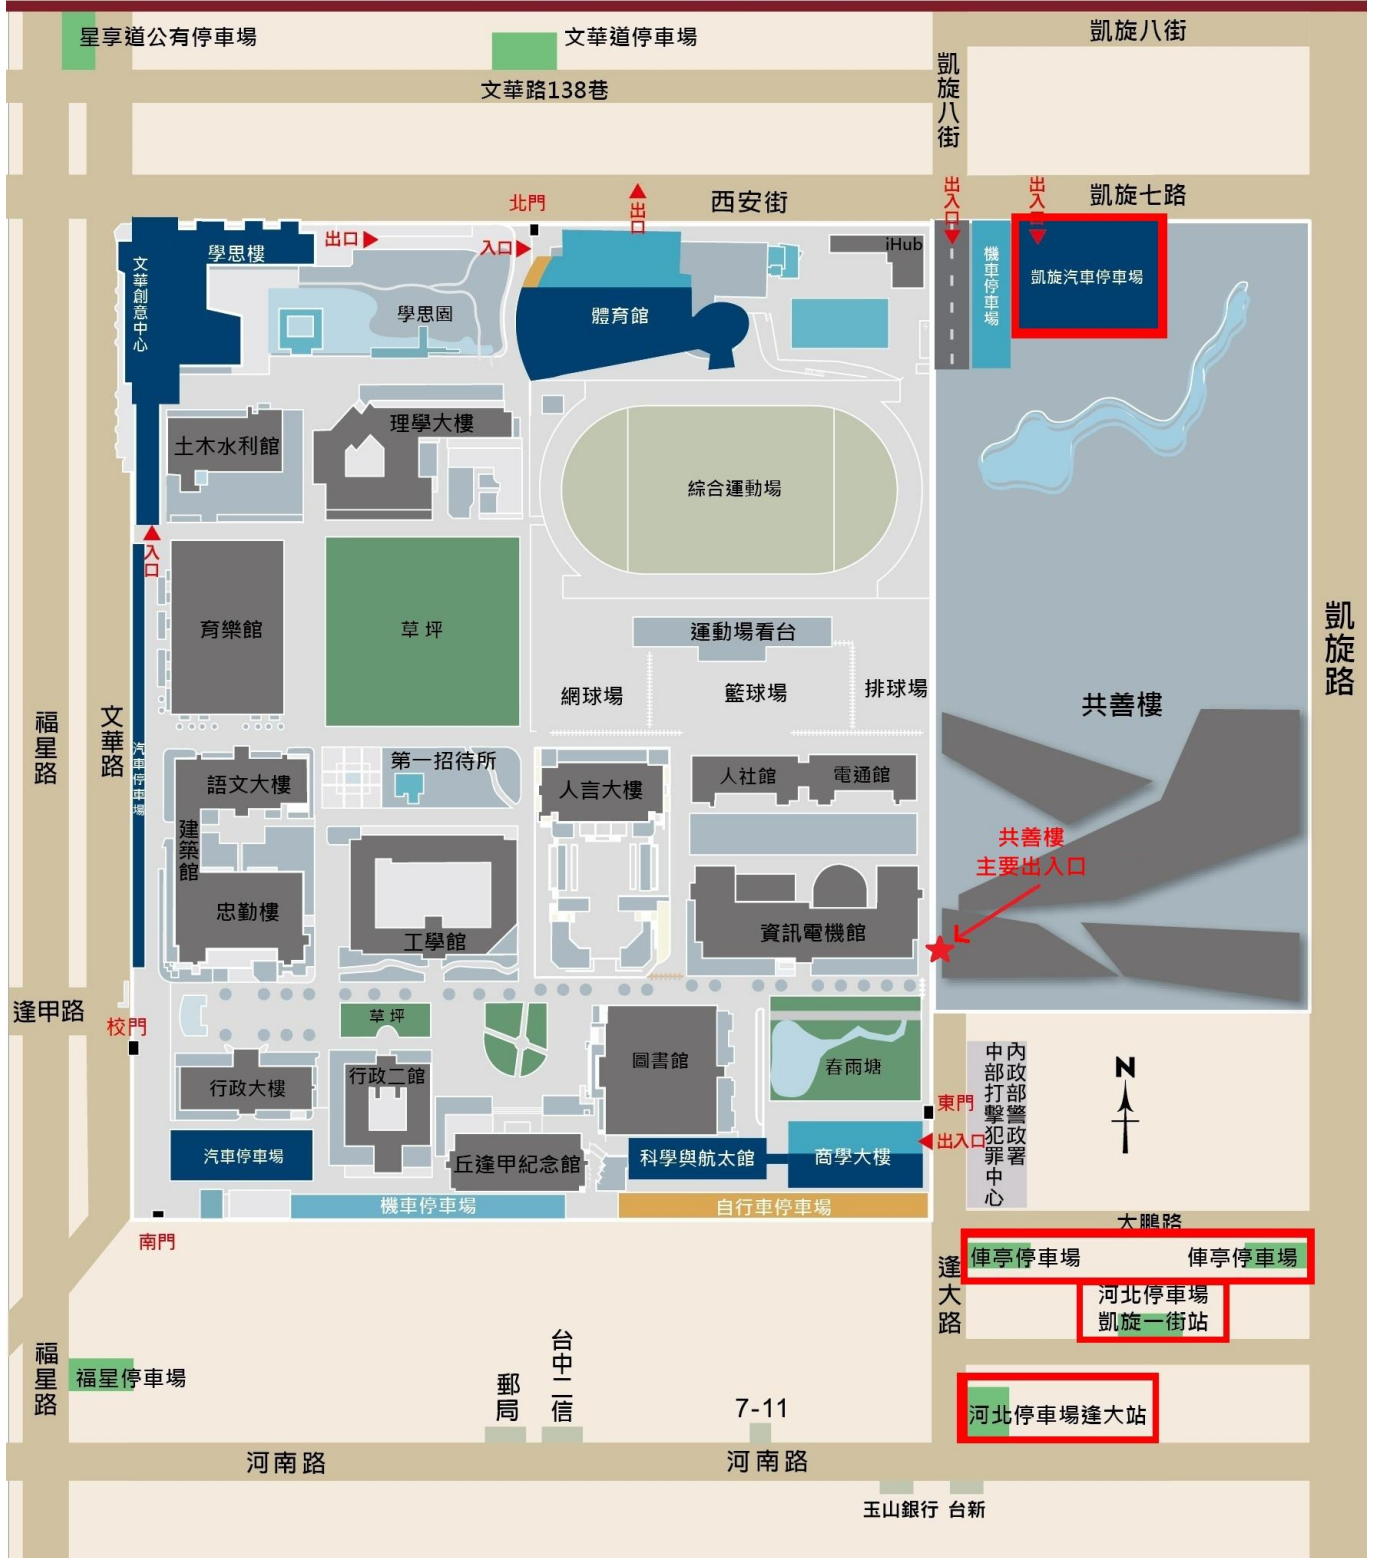 星享道公有停車場
文華道停車場
凱旋八街
文華路138巷
凱旋八街
西安街
凱旋七路
北門
出口
出入口
出入口
出口
入口
iHub
學思樓
文華創意中心
學思園
體育館
機車停車場
凱旋汽車停車場
理學大樓
土木水利館
綜合運動場
入口
育樂館
草坪
運動場看台
網球場
籃球場
排球場
凱旋路
共善樓
福星路
文華路
汽車停車場
第一招待所
語文大樓
人言大樓
人社館
電通館
建築館
共善樓
主要出入口
忠勤樓
工學館
資訊電機館
逢甲路
校門
草坪
圖書館
春雨塘
行政大樓
行政二館
內政部警政署
中部打擊犯罪中心
N
東門
出入口
汽車停車場
丘逢甲紀念館
科學與航太館
商學大樓
機車停車場
自行車停車場
南門
大鵬路
逢大路
俥亭停車場
俥亭停車場
河北停車場
凱旋一街站
福星路
福星停車場
郵局
台中二信
7-11
河北停車場逢大站
河南路
河南路
玉山銀行
台新